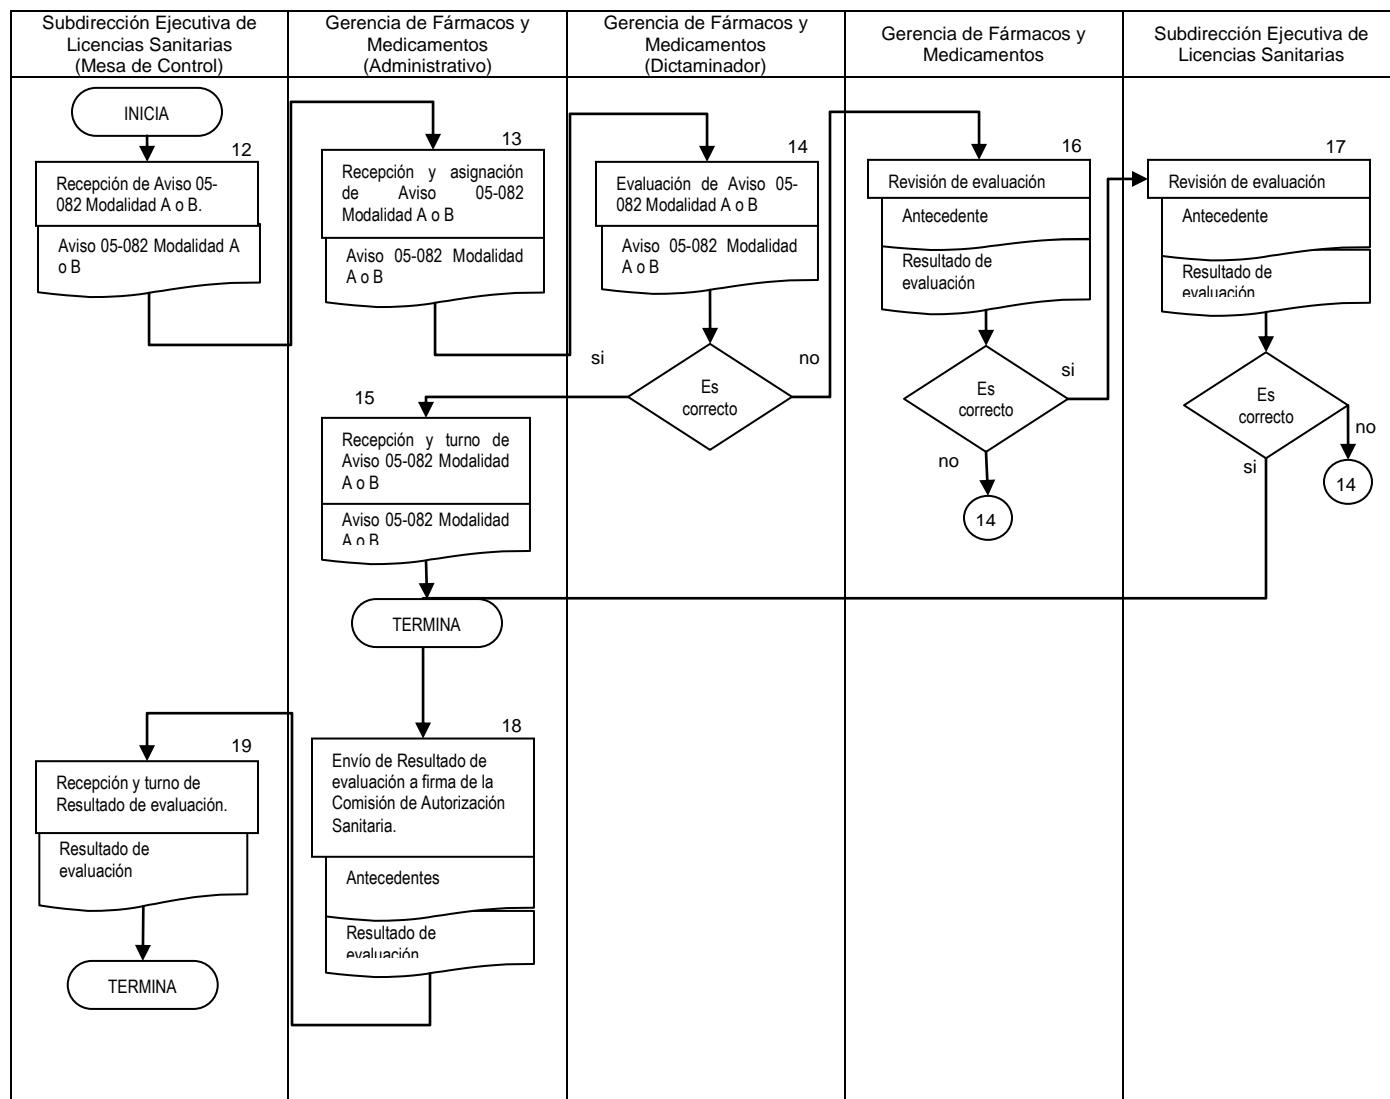 Subdirección Ejecutiva de
Licencias Sanitarias
(Mesa de Control)
Gerencia de Fármacos y
Medicamentos
(Administrativo)
Gerencia de Fármacos y
Medicamentos
(Dictaminador)
Gerencia de Fármacos y
Medicamentos
Subdirección Ejecutiva de
Licencias Sanitarias
INICIA
12
Recepción de Aviso 05-
082 Modalidad A o B.
Aviso 05-082 Modalidad A
o B
13
Recepción y asignación
de Aviso 05-082
Modalidad A o B
Aviso 05-082 Modalidad
A o B
14
Evaluación de Aviso 05-
082 Modalidad A o B
Aviso 05-082 Modalidad
A o B
si
no
Es
correcto
16
Revisión de evaluación
Antecedente
Resultado de
evaluación
Es
correcto
si
no
14
17
Revisión de evaluación
Antecedente
Resultado de
evaluación
Es
correcto
no
si
14
15
Recepción y turno de
Aviso 05-082 Modalidad
A o B
Aviso 05-082 Modalidad
A o B
TERMINA
18
Envío de Resultado de
evaluación a firma de la
Comisión de Autorización
Sanitaria.
Antecedentes
Resultado de
evaluación
19
Recepción y turno de
Resultado de evaluación.
Resultado de
evaluación
TERMINA